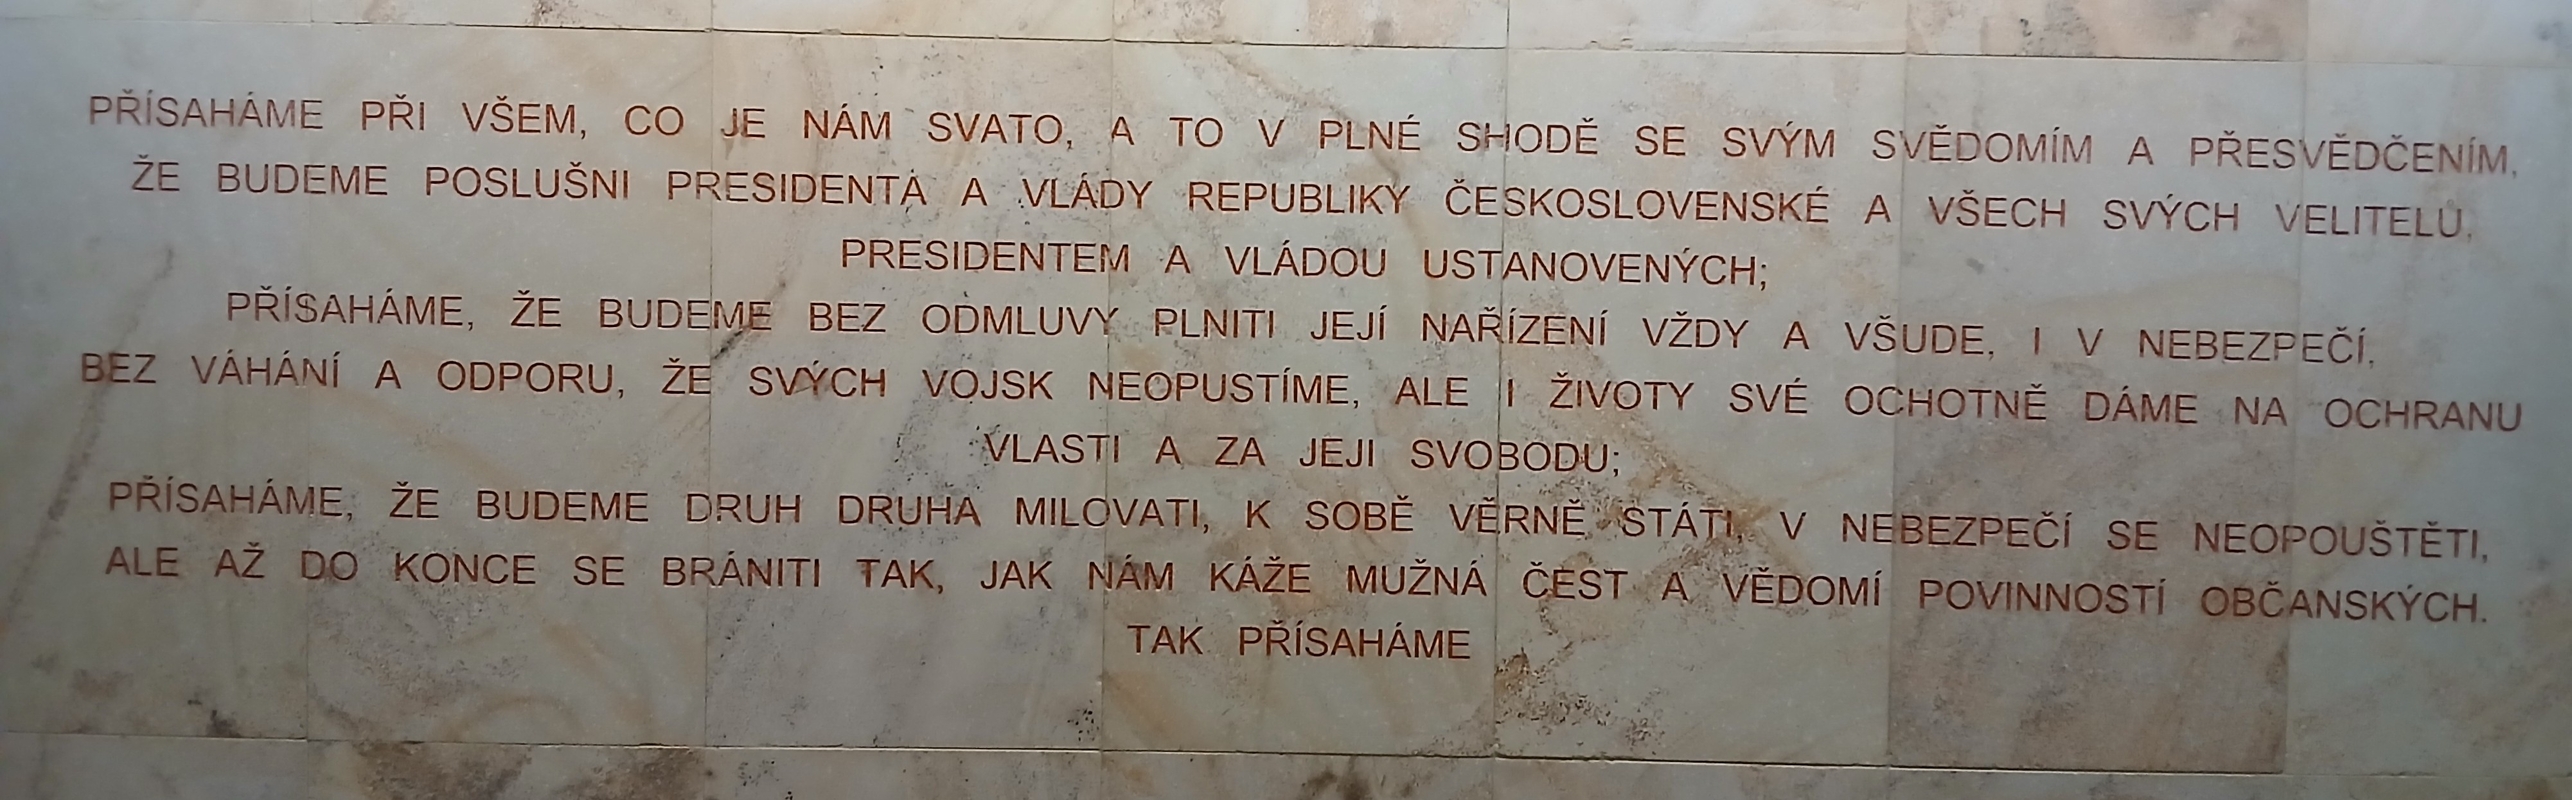 PŘÍSAHÁME PŘI VŠEM, CO JE NÁM SVATO, A TO V PLNÉ SHODĚ SE SVÝM SVĚDOMÍM A PŘESVĚDČENÍM,
ŽE BUDEME POSLUŠNI PRESIDENTA A VLÁDY REPUBLIKY ČESKOSLOVENSKÉ A VŠECH SVÝCH VELITELŮ,
PRESIDENTEM A VLÁDOU USTANOVENÝCH;
PŘÍSAHÁME, ŽE BUDEME BEZ ODMLUVY PLNITI JEJÍ NAŘÍZENÍ VŽDY A VŠUDE, I V NEBEZPEČÍ,
BEZ VÁHÁNÍ A ODPORU, ŽE SVÝCH VOJSK NEOPUSTÍME, ALE I ŽIVOTY SVÉ OCHOTNĚ DÁME NA OCHRANU
VLASTI A ZA JEJI SVOBODU;
PŘÍSAHÁME, ŽE BUDEME DRUH DRUHA MILOVATI, K SOBĚ VĚRNĚ STÁTI, V NEBEZPEČÍ SE NEOPOUŠTĚTI,
ALE AŽ DO KONCE SE BRÁNITI TAK, JAK NÁM KÁŽE MUŽNÁ ČEST A VĚDOMÍ POVINNOSTÍ OBČANSKÝCH.
TAK PŘÍSAHÁME